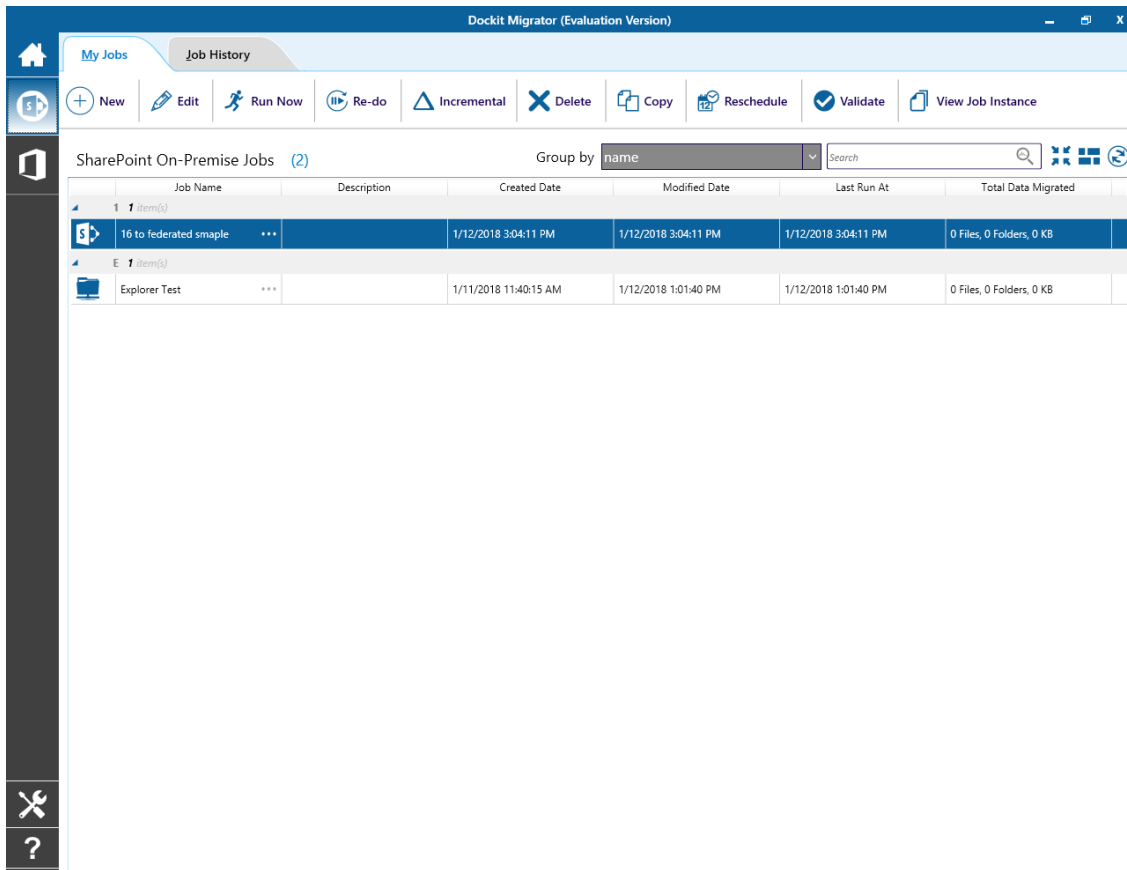 Dockit Migrator (Evaluation Version)
My Jobs
Job History
New
Edit
Run Now
Re-do
Incremental
Delete
Copy
12
Reschedule
Validate
View Job Instance
SharePoint On-Premise Jobs (2)
Group by name
Search
Job Name Description Created Date Modified Date Last Run At Total Data Migrated
1 1 item(s)
16 to federated smaple ... 1/12/2018 3:04:11 PM 1/12/2018 3:04:11 PM 1/12/2018 3:04:11 PM 0 Files, 0 Folders, 0 KB
E 1 item(s)
Explorer Test ... 1/11/2018 11:40:15 AM 1/12/2018 1:01:40 PM 1/12/2018 1:01:40 PM 0 Files, 0 Folders, 0 KB